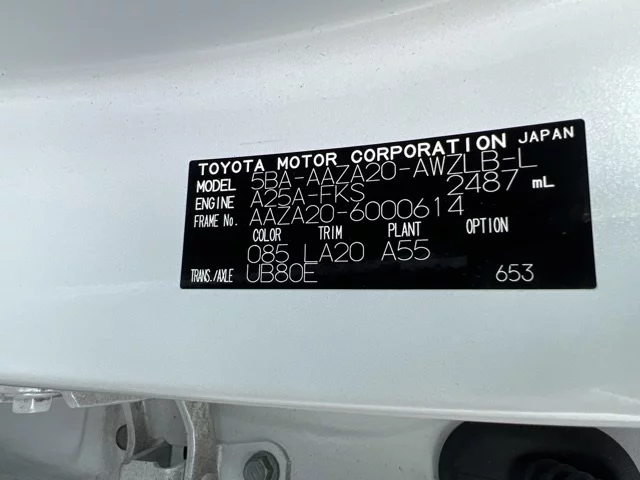 TOYOTA MOTOR CORPORATION JAPAN
MODEL 5BA-AAZA20-AWZLB-L
ENGINE A25A-FKS 2487 mL
FRAME No. AAZA20-6000614
COLOR TRIM PLANT OPTION
085 LA20 A55
TRANS./AXLE UB80E 653